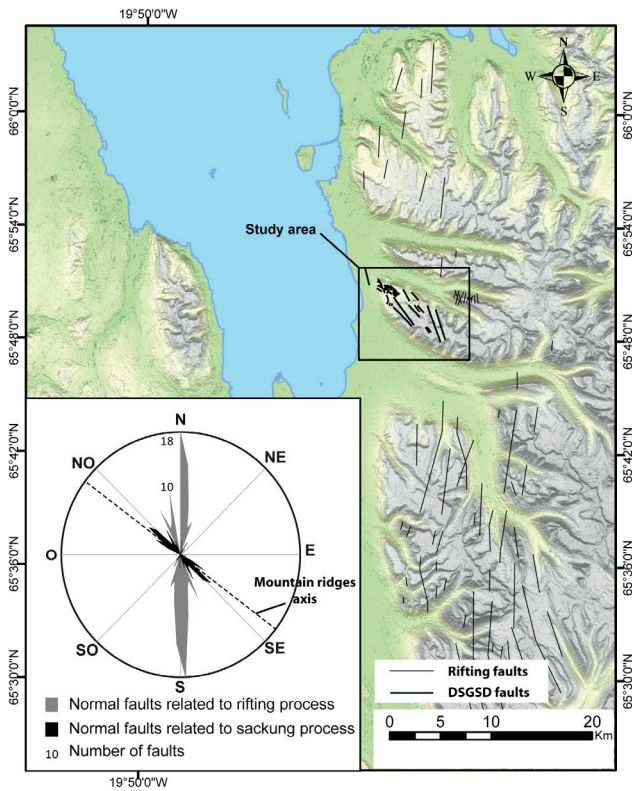 19°50'0"W
N
W
E
S
66°0'0"N
66°0'0"N
65°54'0"N
65°54'0"N
Study area
65°48'0"N
65°48'0"N
65°42'0"N
65°42'0"N
65°36'0"N
65°36'0"N
65°30'0"N
65°30'0"N
N
18
NO
NE
10
O
E
Mountain ridges
axis
SO
SE
S
Normal faults related to rifting process
Normal faults related to sackung process
10 Number of faults
Rifting faults
DSGSD faults
0 5 10 20
Km
19°50'0"W